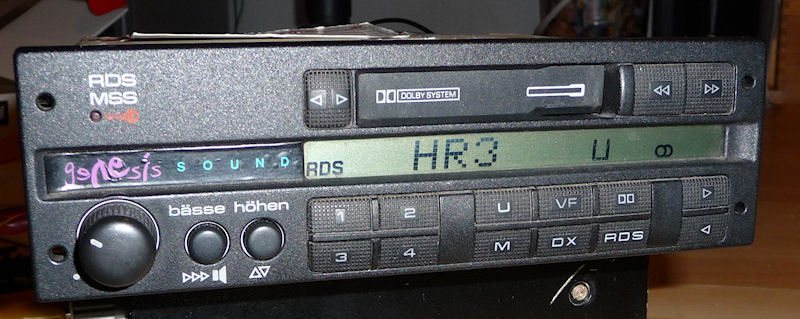 RDS
MSS
DOLBY SYSTEM
genesis SOUND
RDS HR3 U
bässe höhen
1 2 U VF
3 4 M DX RDS